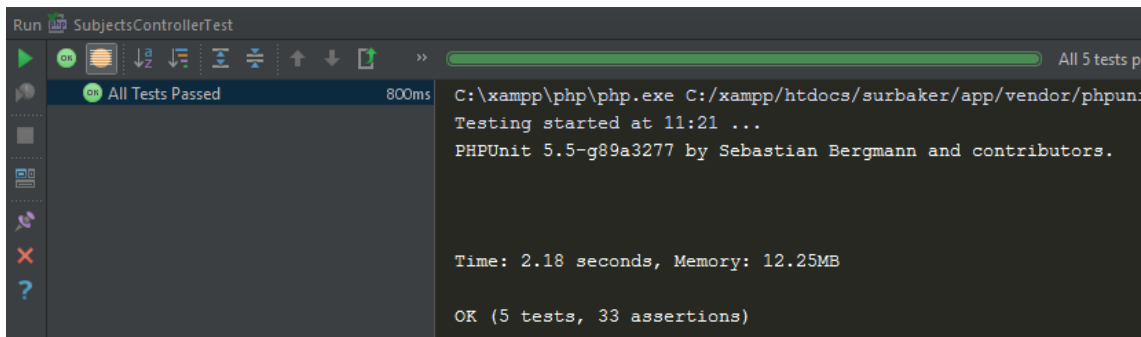 Run SubjectsControllerTest
All 5 tests p
All Tests Passed 800ms
C:\xampp\php\php.exe C:/xampp/htdocs/surbaker/app/vendor/phpuni
Testing started at 11:21 ...
PHPUnit 5.5-g89a3277 by Sebastian Bergmann and contributors.
Time: 2.18 seconds, Memory: 12.25MB
OK (5 tests, 33 assertions)